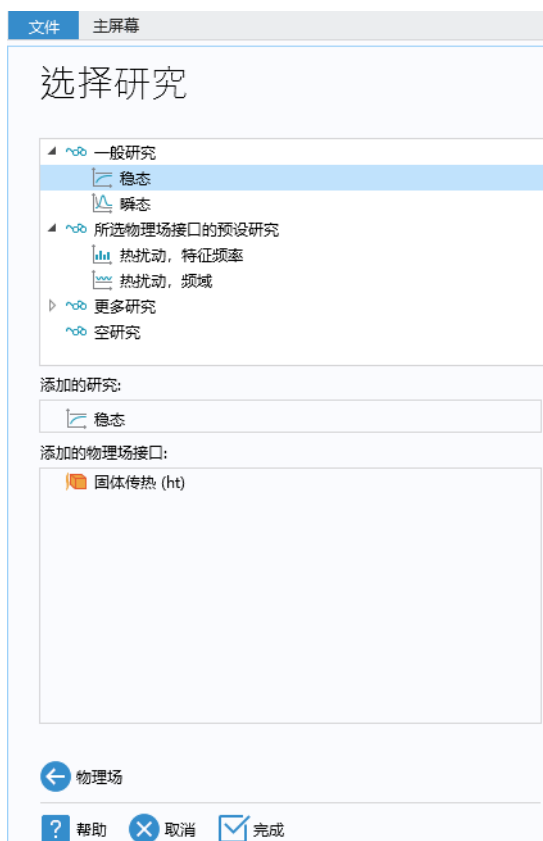 文件 主屏幕
选择研究
一般研究
稳态
瞬态
所选物理场接口的预设研究
热扰动，特征频率
热扰动，频域
更多研究
空研究
添加的研究:
稳态
添加的物理场接口:
固体传热 (ht)
物理场
? 帮助 取消 完成